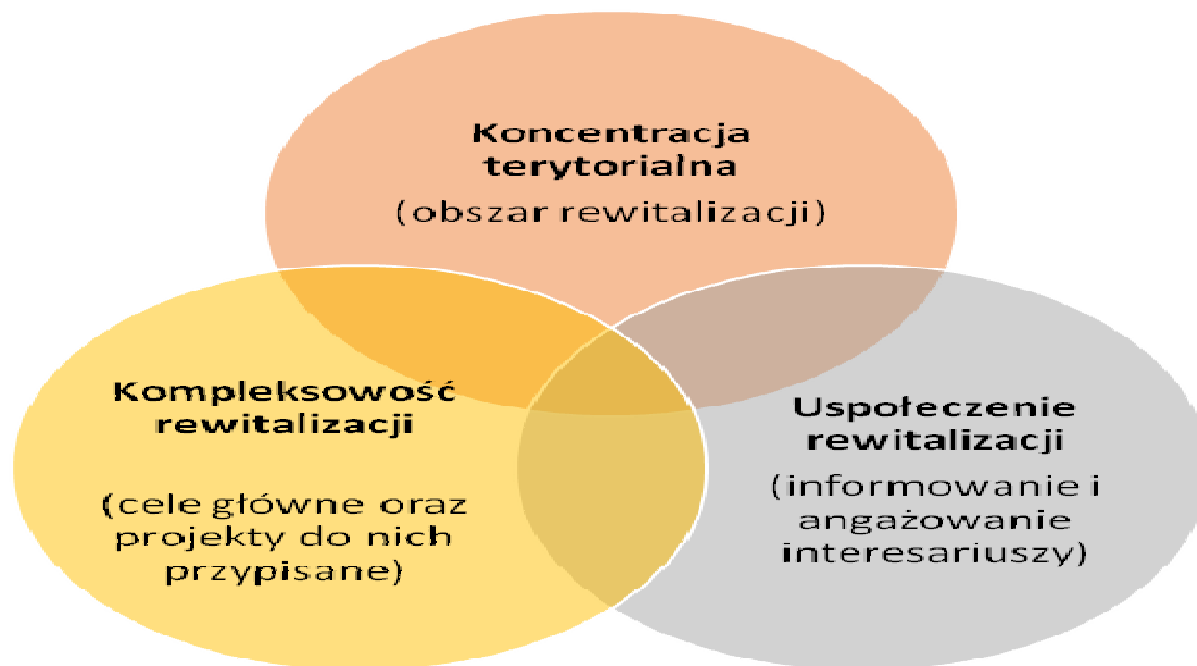 Koncentracja
terytorialna
(obszar rewitalizacji)
Kompleksowość
rewitalizacji
(cele główne oraz
projekty do nich
przypisane)
Uspołeczenie
rewitalizacji
(informowanie i
angażowanie
interesariuszy)